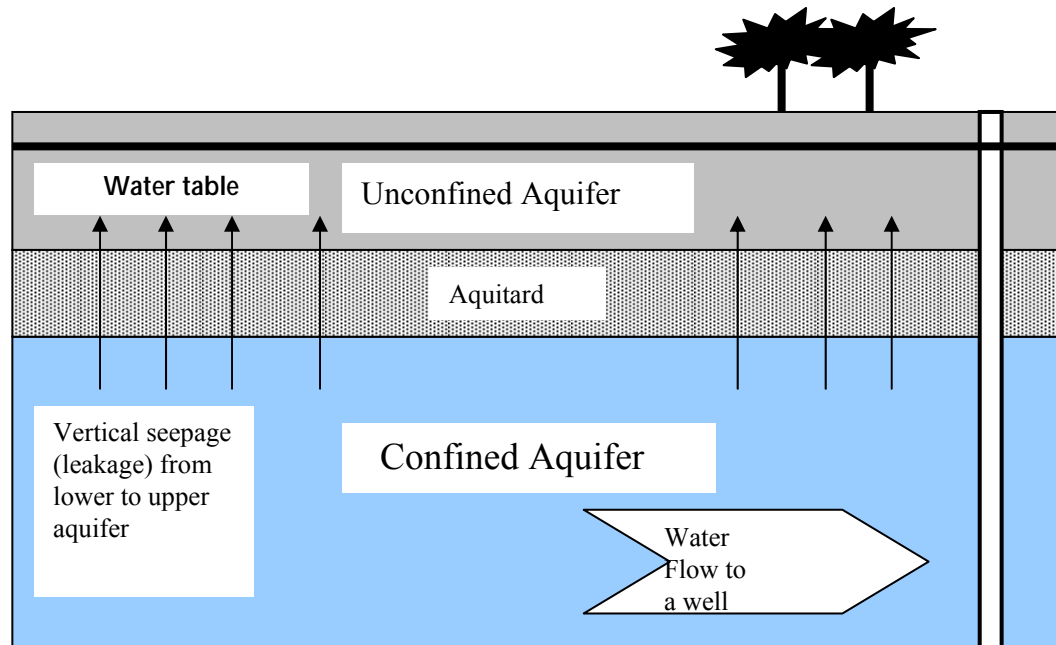 Water table
Unconfined Aquifer
Aquitard
Vertical seepage
(leakage) from
lower to upper
aquifer
Confined Aquifer
Water
Flow to
a well